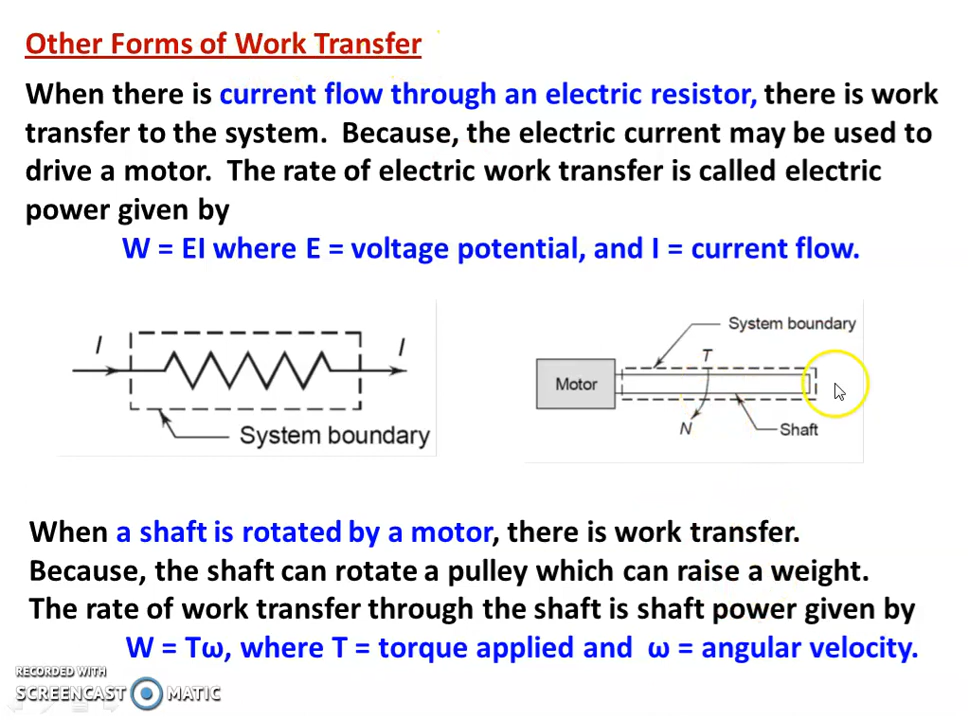 Other Forms of Work Transfer
When there is current flow through an electric resistor, there is work
transfer to the system. Because, the electric current may be used to
drive a motor. The rate of electric work transfer is called electric
power given by
W = EI where E = voltage potential, and I = current flow.
I
I
System boundary
System boundary
T
Motor
N
Shaft
When a shaft is rotated by a motor, there is work transfer.
Because, the shaft can rotate a pulley which can raise a weight.
The rate of work transfer through the shaft is shaft power given by
W = Tω, where T = torque applied and ω = angular velocity.
RECORDED WITH
SCREENCAST MATIC